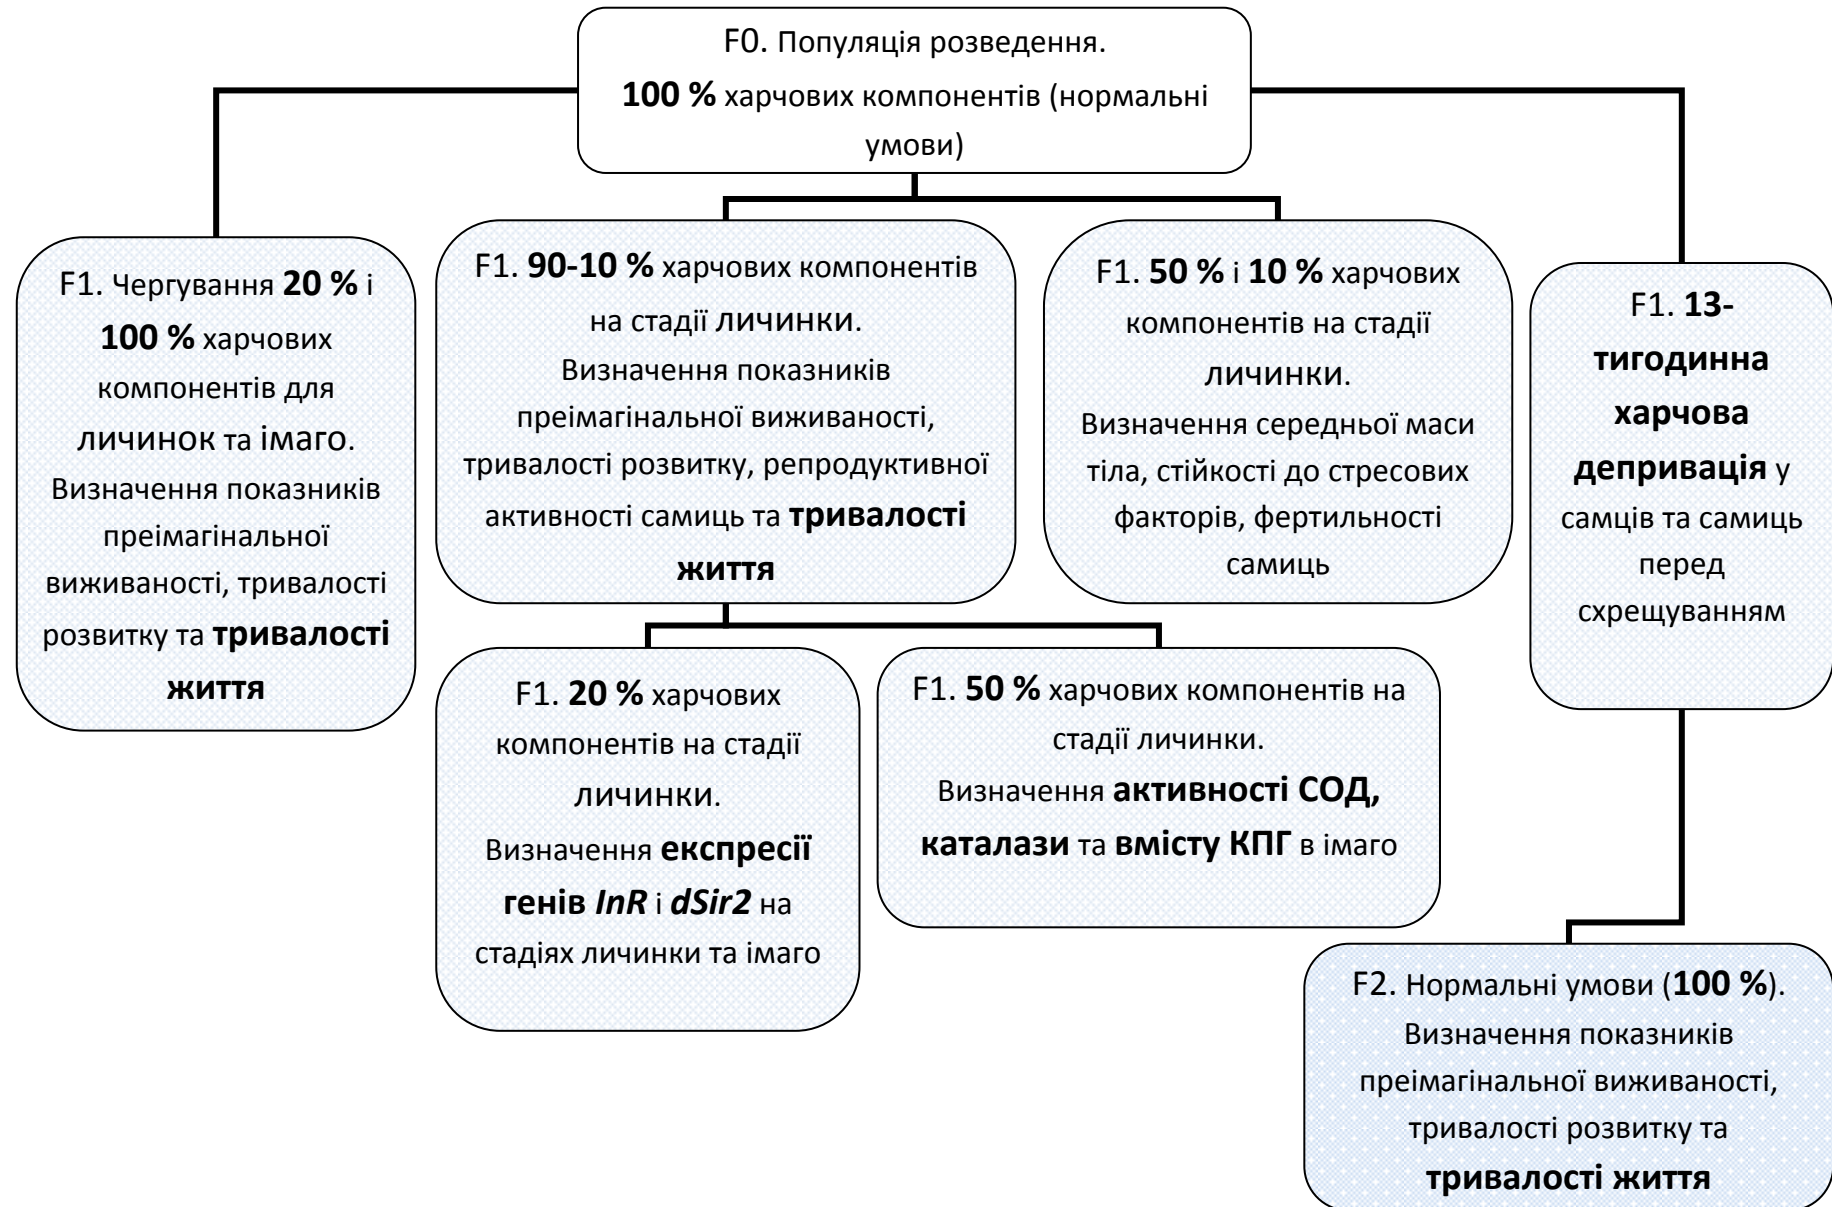 F0. Популяція розведення.
100 % харчових компонентів (нормальні
умови)
F1. Чергування 20 % і
100 % харчових
компонентів для
личинок та імаго.
Визначення показників
преімагінальної
виживаності, тривалості
розвитку та тривалості
життя
F1. 90-10 % харчових компонентів
на стадії личинки.
Визначення показників
преімагінальної виживаності,
тривалості розвитку, репродуктивної
активності самиць та тривалості
життя
F1. 50 % і 10 % харчових
компонентів на стадії
личинки.
Визначення середньої маси
тіла, стійкості до стресових
факторів, фертильності
самиць
F1. 13-
тигодинна
харчова
депривація у
самців та самиць
перед
схрещуванням
F1. 20 % харчових
компонентів на стадії
личинки.
Визначення експресії
генів InR і dSir2 на
стадіях личинки та імаго
F1. 50 % харчових компонентів на
стадії личинки.
Визначення активності СОД,
каталази та вмісту КПГ в імаго
F2. Нормальні умови (100 %).
Визначення показників
преімагінальної виживаності,
тривалості розвитку та
тривалості життя